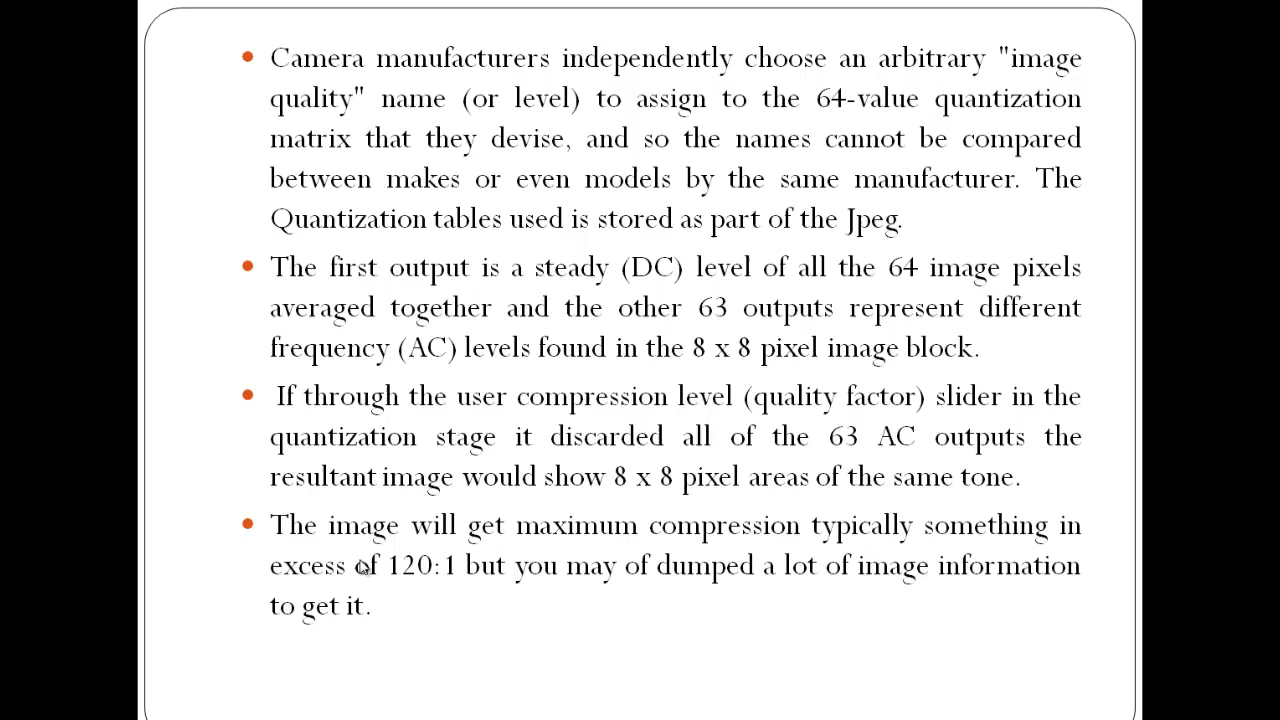 • Camera manufacturers independently choose an arbitrary "image
quality" name (or level) to assign to the 64-value quantization
matrix that they devise, and so the names cannot be compared
between makes or even models by the same manufacturer. The
Quantization tables used is stored as part of the Jpeg.
• The first output is a steady (DC) level of all the 64 image pixels
averaged together and the other 63 outputs represent different
frequency (AC) levels found in the 8 x 8 pixel image block.
• If through the user compression level (quality factor) slider in the
quantization stage it discarded all of the 63 AC outputs the
resultant image would show 8 x 8 pixel areas of the same tone.
• The image will get maximum compression typically something in
excess of 120:1 but you may of dumped a lot of image information
to get it.